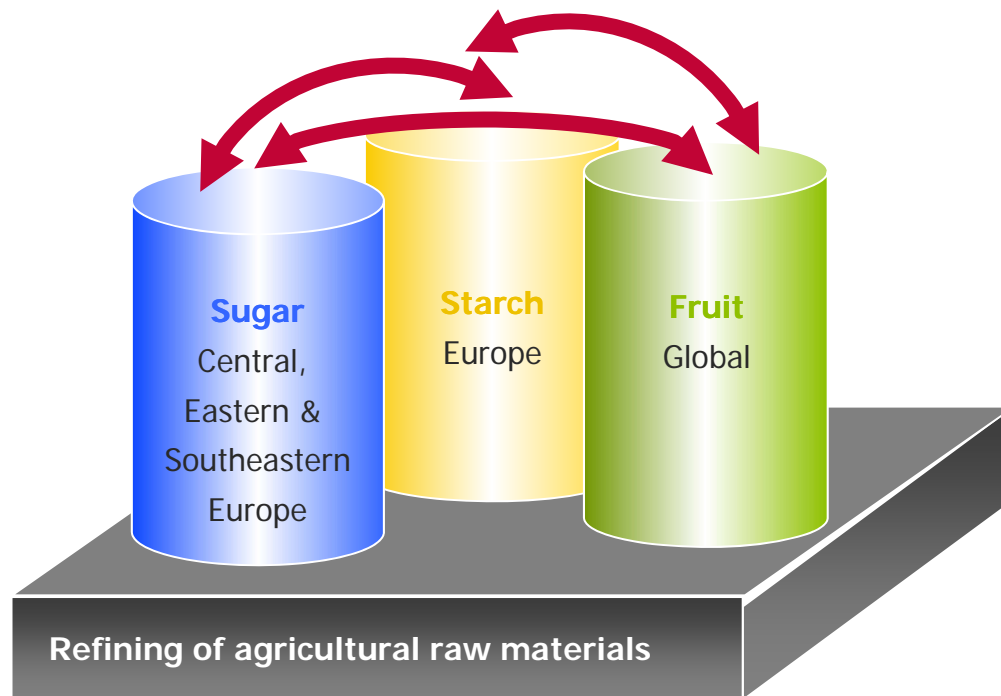 Sugar
Central,
Eastern &
Southeastern
Europe
Starch
Europe
Fruit
Global
Refining of agricultural raw materials